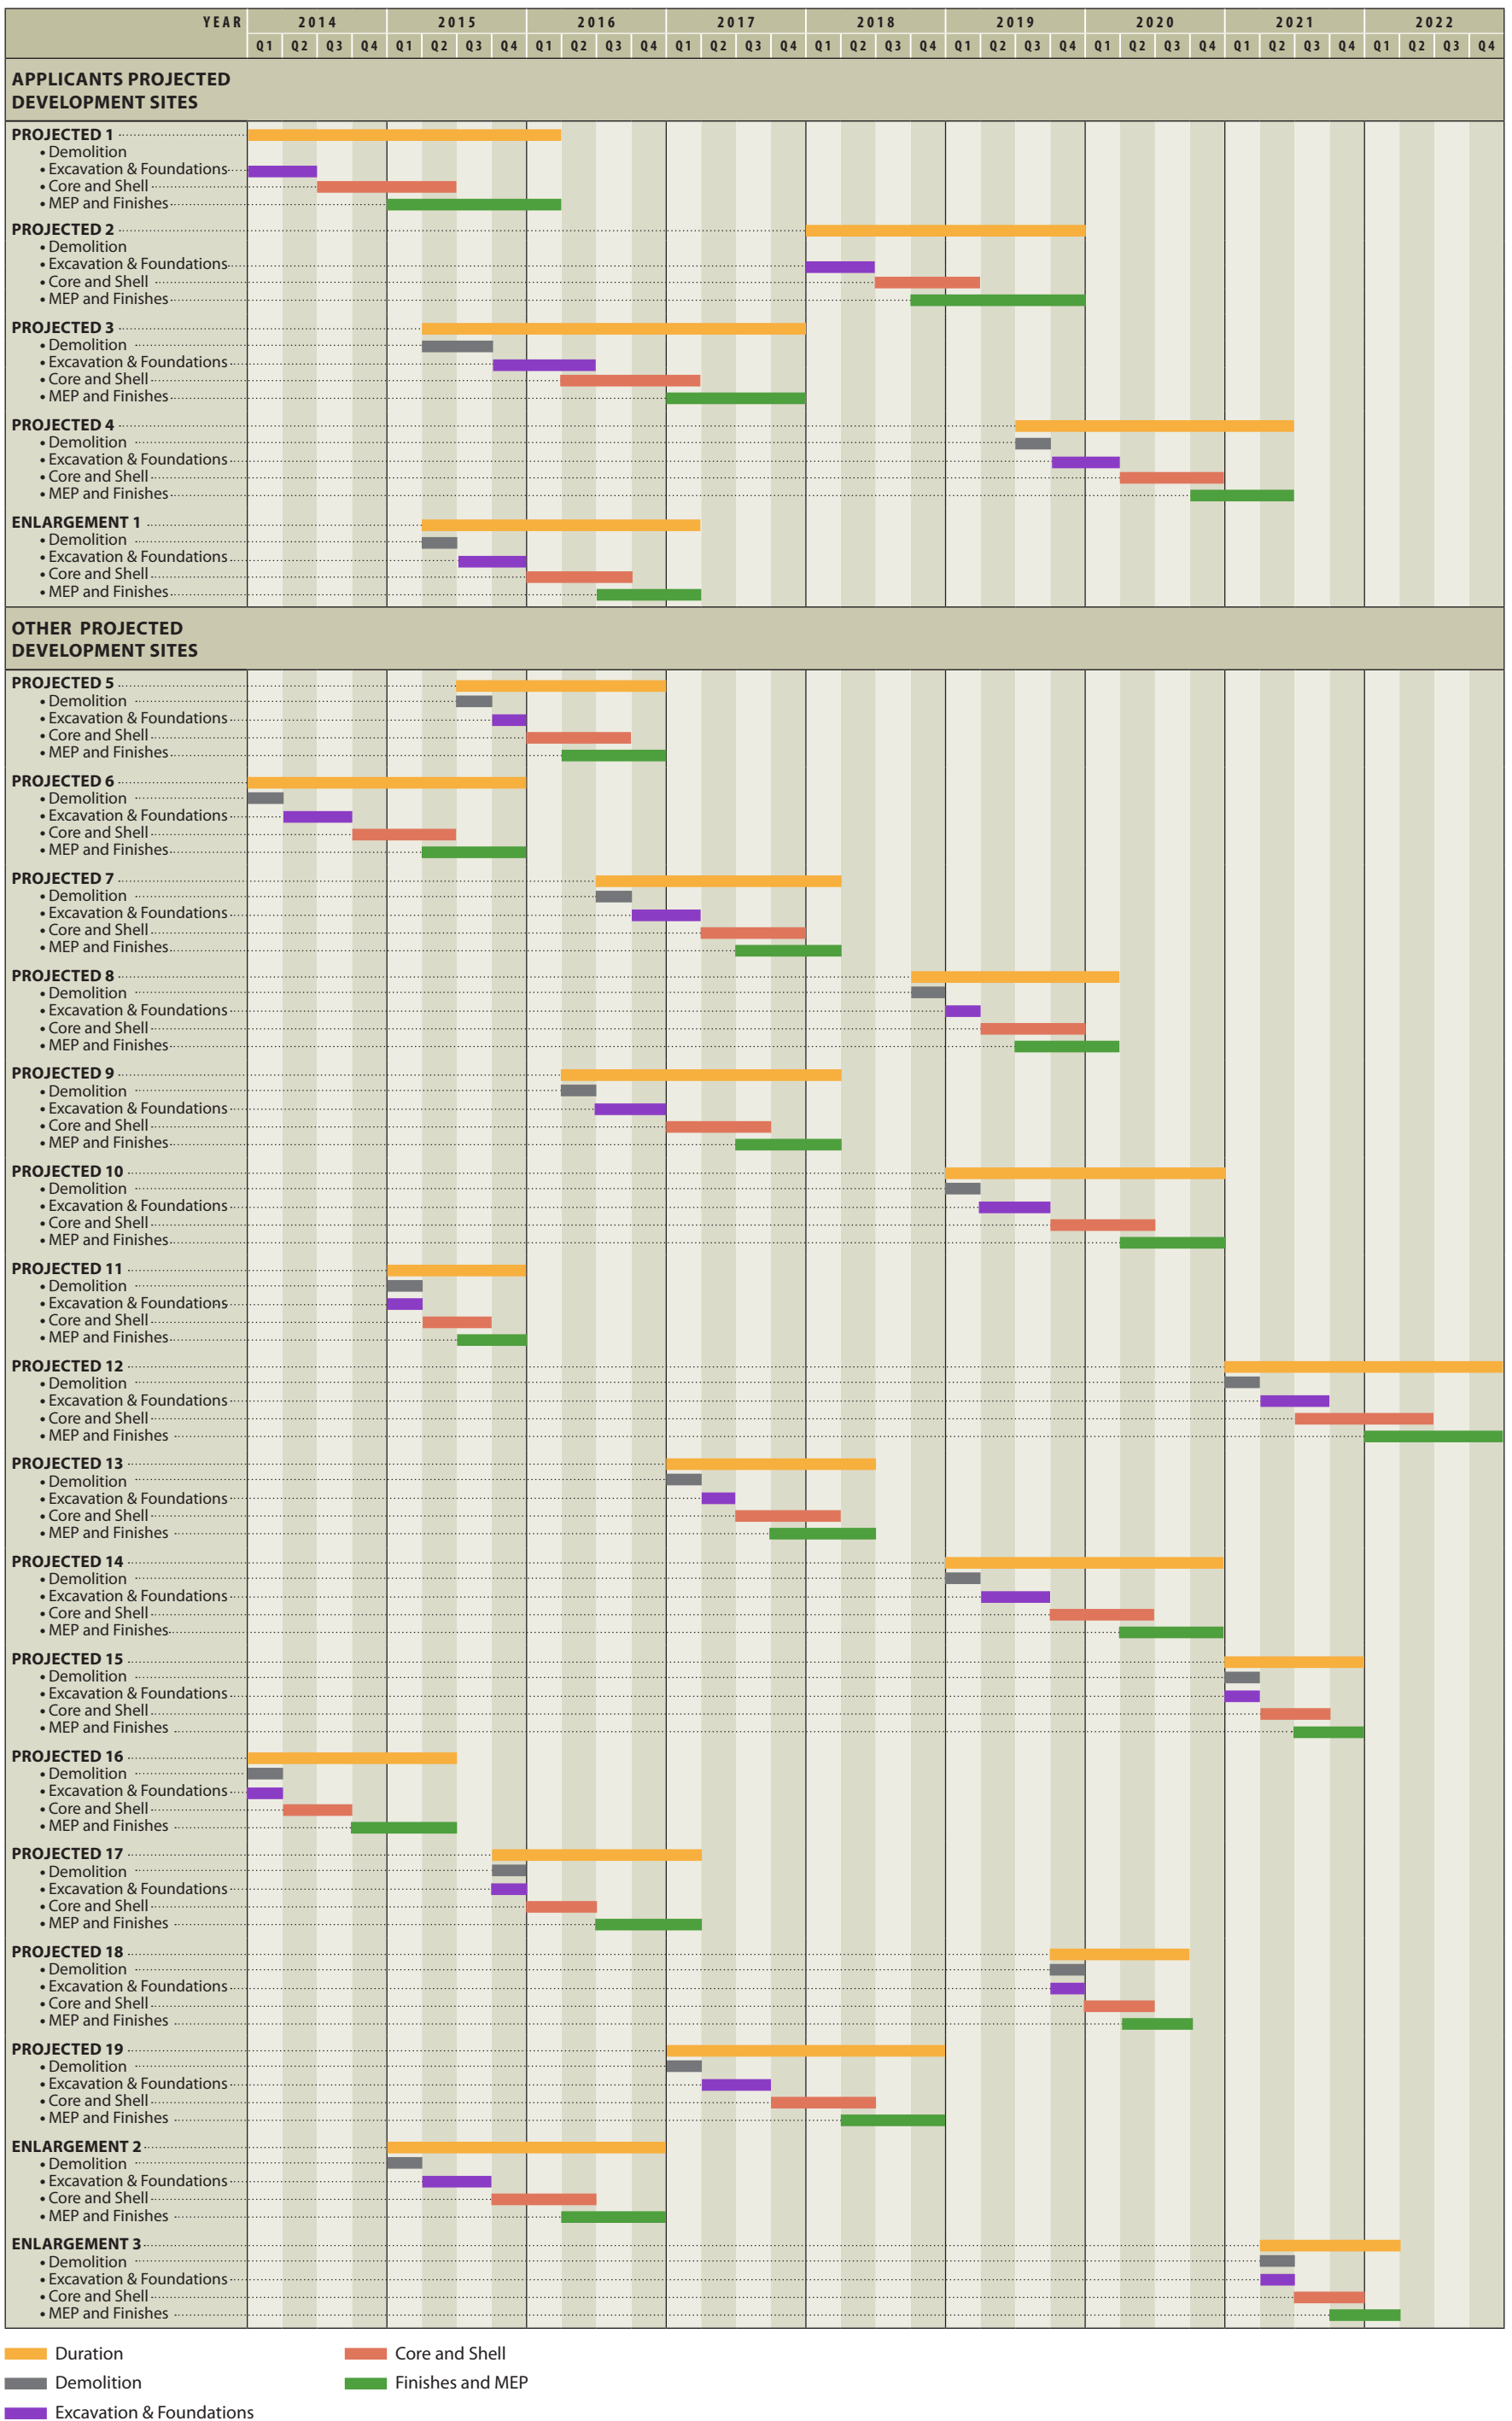 YEAR 2014 2015 2016 2017 2018 2019 2020 2021 2022
Q1 Q2 Q3 Q4 Q1 Q2 Q3 Q4 Q1 Q2 Q3 Q4 Q1 Q2 Q3 Q4 Q1 Q2 Q3 Q4 Q1 Q2 Q3 Q4 Q1 Q2 Q3 Q4 Q1 Q2 Q3 Q4 Q1 Q2 Q3 Q4
APPLICANTS PROJECTED
DEVELOPMENT SITES
PROJECTED 1
• Demolition
• Excavation & Foundations
• Core and Shell
• MEP and Finishes
PROJECTED 2
• Demolition
• Excavation & Foundations
• Core and Shell
• MEP and Finishes
PROJECTED 3
• Demolition
• Excavation & Foundations
• Core and Shell
• MEP and Finishes
PROJECTED 4
• Demolition
• Excavation & Foundations
• Core and Shell
• MEP and Finishes
ENLARGEMENT 1
• Demolition
• Excavation & Foundations
• Core and Shell
• MEP and Finishes
OTHER PROJECTED
DEVELOPMENT SITES
PROJECTED 5
• Demolition
• Excavation & Foundations
• Core and Shell
• MEP and Finishes
PROJECTED 6
• Demolition
• Excavation & Foundations
• Core and Shell
• MEP and Finishes
PROJECTED 7
• Demolition
• Excavation & Foundations
• Core and Shell
• MEP and Finishes
PROJECTED 8
• Demolition
• Excavation & Foundations
• Core and Shell
• MEP and Finishes
PROJECTED 9
• Demolition
• Excavation & Foundations
• Core and Shell
• MEP and Finishes
PROJECTED 10
• Demolition
• Excavation & Foundations
• Core and Shell
• MEP and Finishes
PROJECTED 11
• Demolition
• Excavation & Foundations
• Core and Shell
• MEP and Finishes
PROJECTED 12
• Demolition
• Excavation & Foundations
• Core and Shell
• MEP and Finishes
PROJECTED 13
• Demolition
• Excavation & Foundations
• Core and Shell
• MEP and Finishes
PROJECTED 14
• Demolition
• Excavation & Foundations
• Core and Shell
• MEP and Finishes
PROJECTED 15
• Demolition
• Excavation & Foundations
• Core and Shell
• MEP and Finishes
PROJECTED 16
• Demolition
• Excavation & Foundations
• Core and Shell
• MEP and Finishes
PROJECTED 17
• Demolition
• Excavation & Foundations
• Core and Shell
• MEP and Finishes
PROJECTED 18
• Demolition
• Excavation & Foundations
• Core and Shell
• MEP and Finishes
PROJECTED 19
• Demolition
• Excavation & Foundations
• Core and Shell
• MEP and Finishes
ENLARGEMENT 2
• Demolition
• Excavation & Foundations
• Core and Shell
• MEP and Finishes
ENLARGEMENT 3
• Demolition
• Excavation & Foundations
• Core and Shell
• MEP and Finishes
Duration
Demolition
Excavation & Foundations
Core and Shell
Finishes and MEP